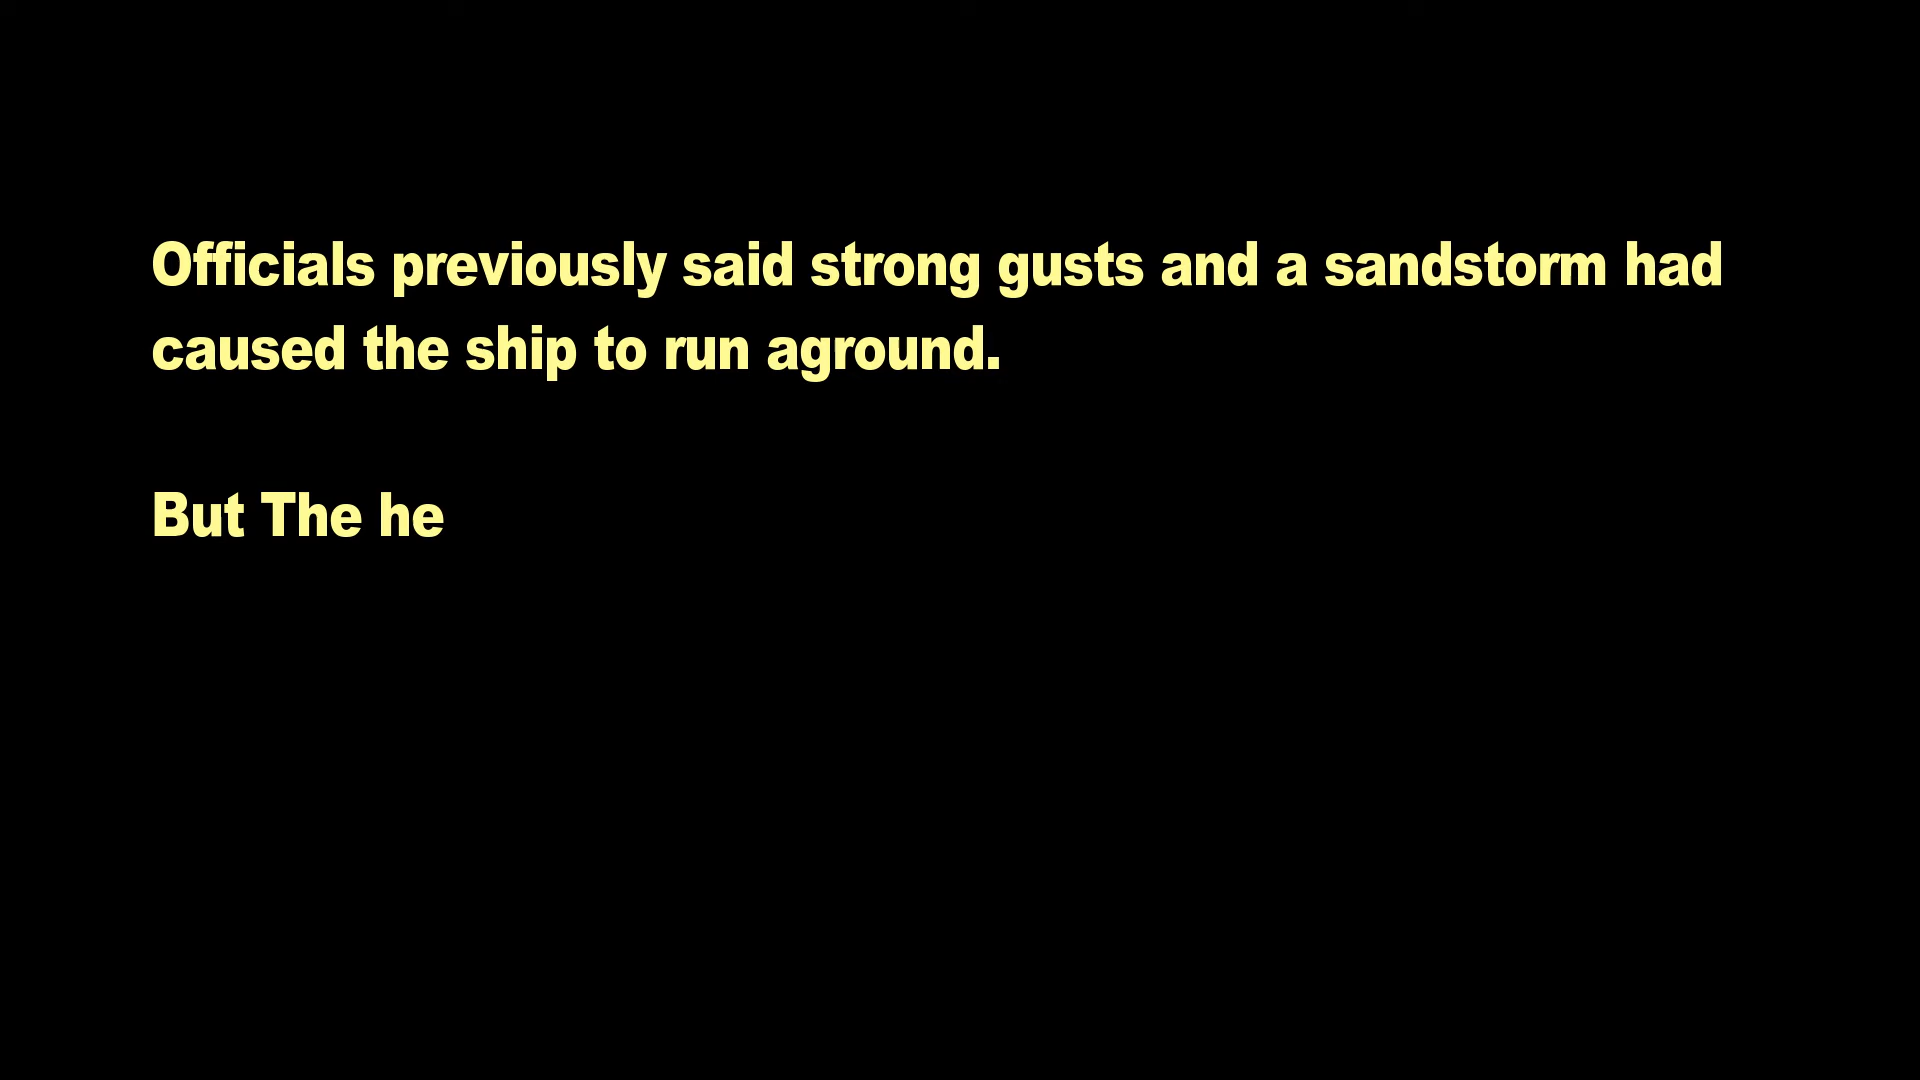 Officials previously said strong gusts and a sandstorm had
caused the ship to run aground.
But The he